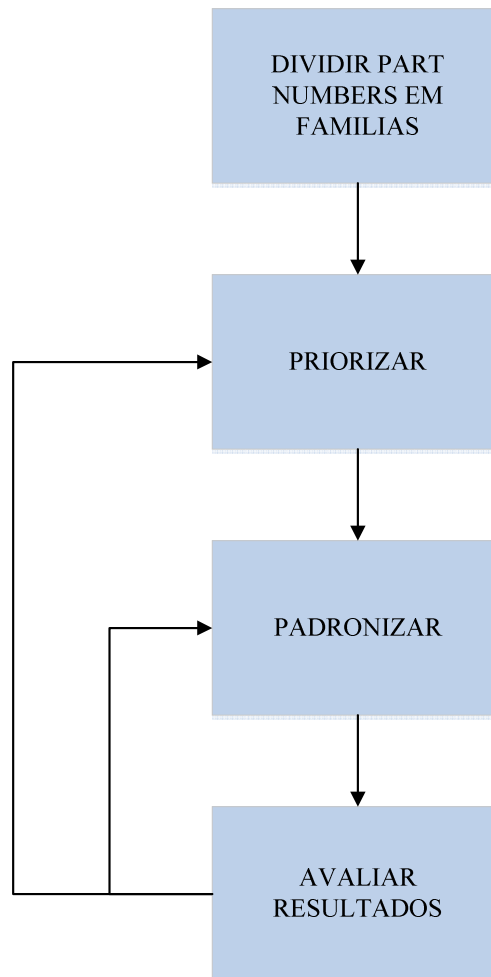 DIVIDIR PART
NUMBERS EM
FAMILIAS
PRIORIZAR
PADRONIZAR
AVALIAR
RESULTADOS